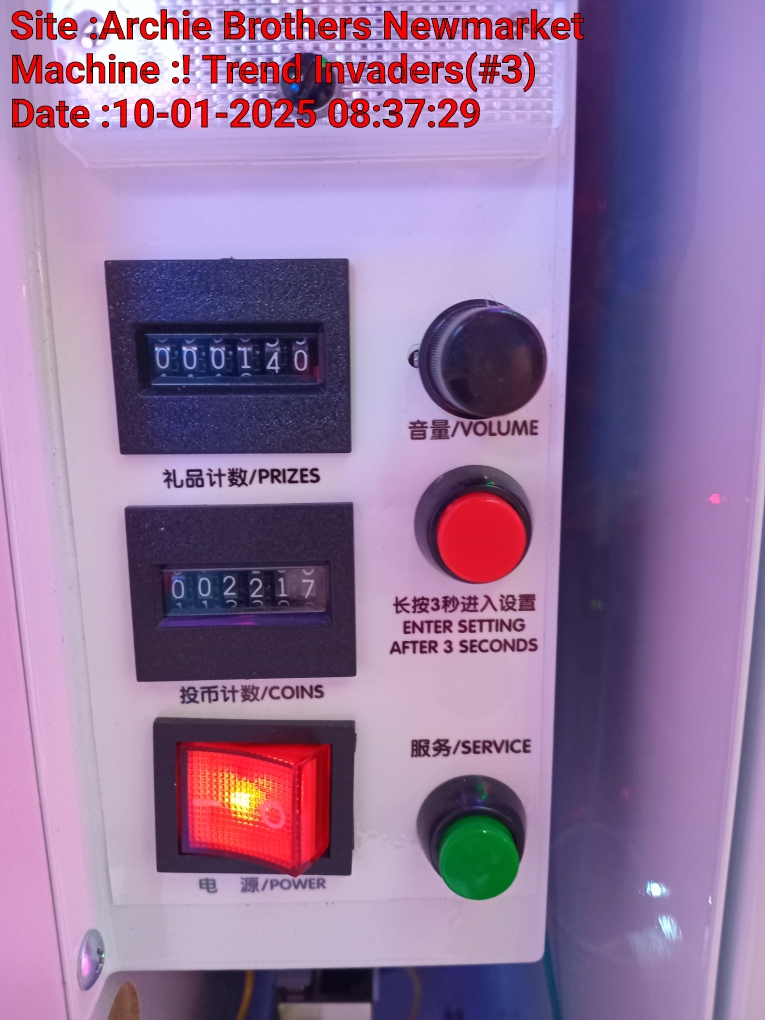 Site :Archie Brothers Newmarket
Machine :! Trend Invaders(#3)
Date :10-01-2025 08:37:29
000140
音量/VOLUME
礼品计数/PRIZES
002217
长按3秒进入设置
ENTER SETTING
AFTER 3 SECONDS
投币计数/COINS
服务/SERVICE
电 源/POWER